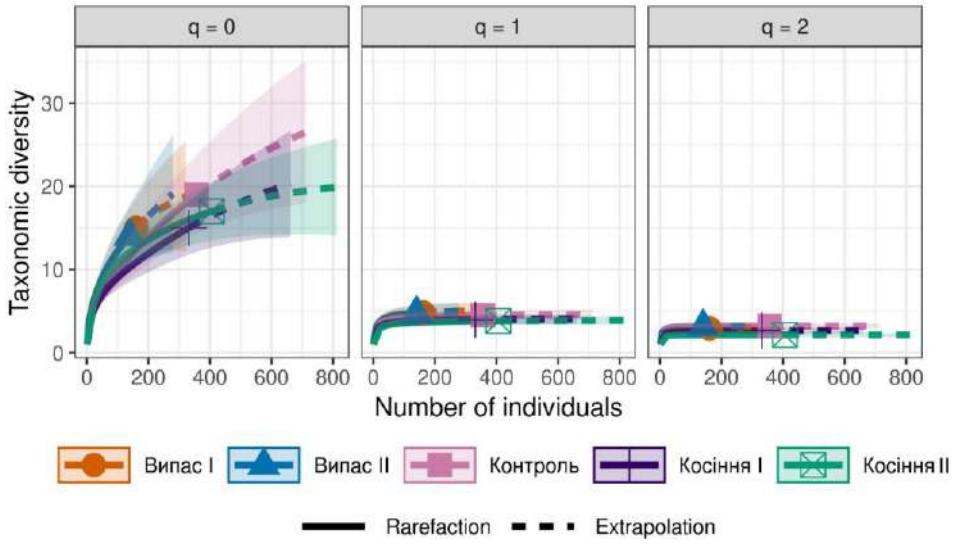 q = 0 q = 1 q = 2
Taxonomic diversity
30
20
10
0
0 200 400 600 800 0 200 400 600 800 0 200 400 600 800
Number of individuals
Випас I Випас II Контроль Косіння I Косіння II
Rarefaction Extrapolation